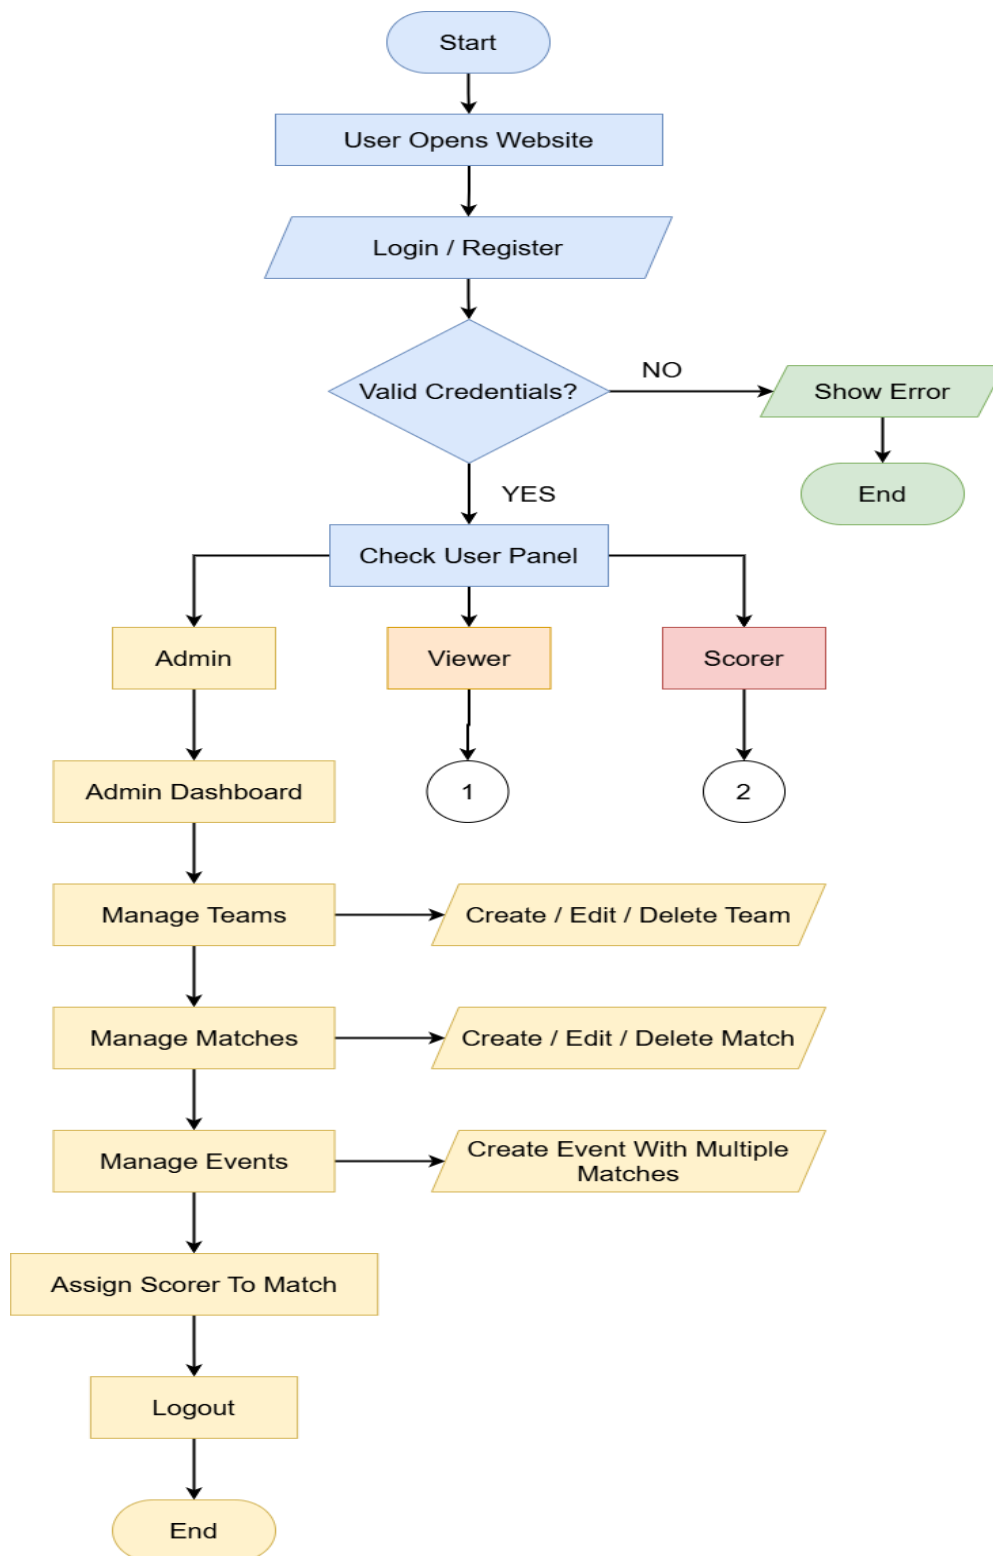 Start
User Opens Website
Login / Register
Valid Credentials?
NO
Show Error
End
YES
Check User Panel
Admin
Viewer
Scorer
Admin Dashboard
1
2
Manage Teams
Create / Edit / Delete Team
Manage Matches
Create / Edit / Delete Match
Manage Events
Create Event With Multiple
Matches
Assign Scorer To Match
Logout
End